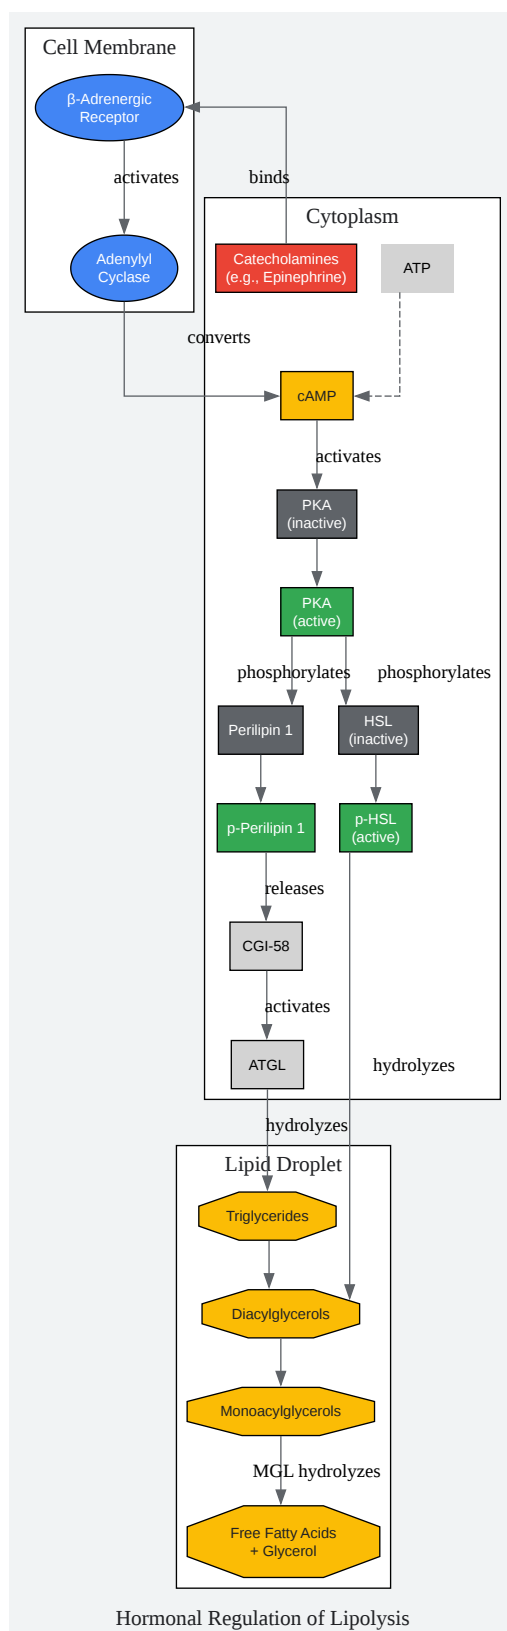 Cell Membrane
β-Adrenergic
Receptor
activates
binds
Adenylyl
Cyclase
Cytoplasm
Catecholamines
(e.g., Epinephrine)
ATP
converts
cAMP
activates
PKA
(inactive)
PKA
(active)
phosphorylates
phosphorylates
Perilipin 1
HSL
(inactive)
p-Perilipin 1
p-HSL
(active)
releases
CGI-58
activates
ATGL
hydrolyzes
hydrolyzes
Lipid Droplet
Triglycerides
Diacylglycerols
Monoacylglycerols
MGL hydrolyzes
Free Fatty Acids
+ Glycerol
Hormonal Regulation of Lipolysis